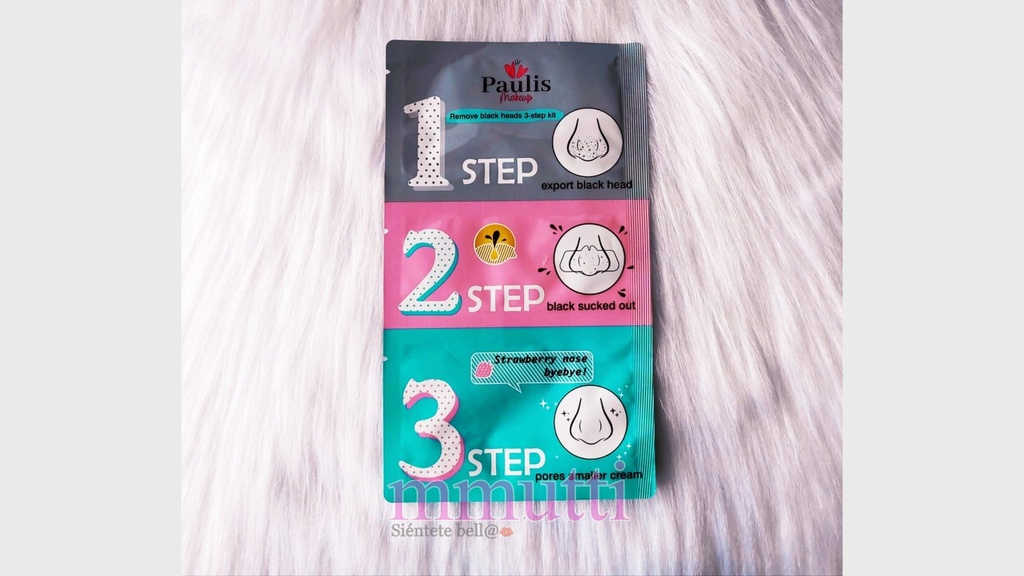 Paulis
Makeup
Remove black heads 3-step kit
1 STEP
export black head
2 STEP
black sucked out
Strawberry nose
byebye!
3 STEP
pores smaller cream
mmutti
Siéntete bell@